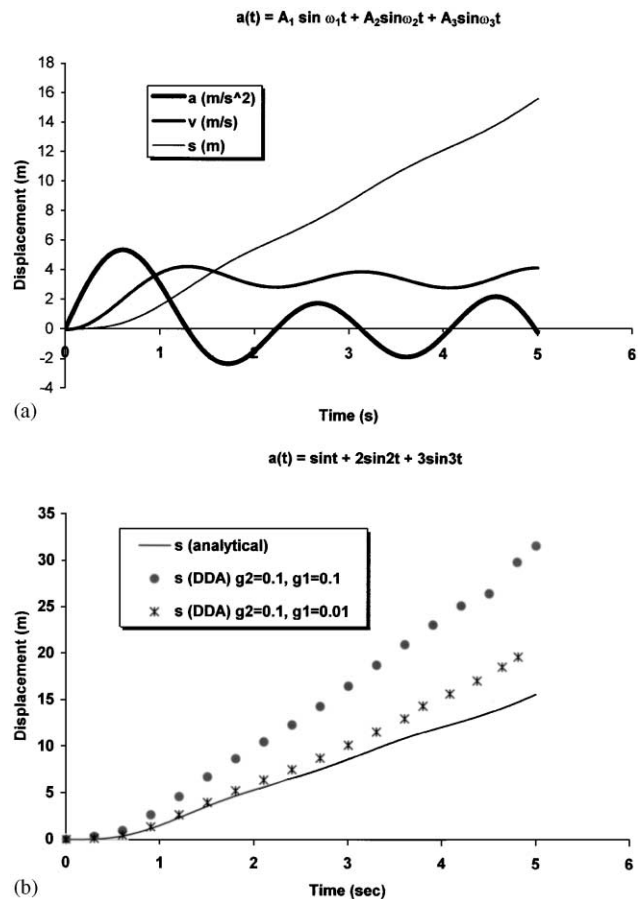 a(t) = A₁ sin ω₁t + A₂sinω₂t + A₃sinω₃t
18
16
14
12
10
8
6
4
2
0
-2
-4
Displacement (m)
a (m/s^2)
v (m/s)
s (m)
0 1 2 3 4 5 6
Time (s)
(a)
a(t) = sint + 2sin2t + 3sin3t
35
30
25
20
15
10
5
0
Displacement (m)
s (analytical)
s (DDA) g2=0.1, g1=0.1
s (DDA) g2=0.1, g1=0.01
0 1 2 3 4 5 6
Time (sec)
(b)